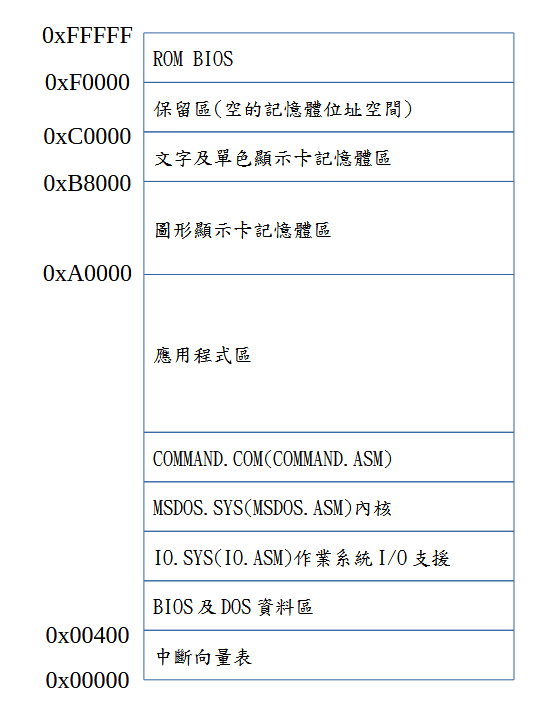 0xFFFFF
ROM BIOS
0xF0000
保留區(空的記憶體位址空間)
0xC0000
文字及單色顯示卡記憶體區
0xB8000
圖形顯示卡記憶體區
0xA0000
應用程式區
COMMAND.COM(COMMAND.ASM)
MSDOS.SYS(MSDOS.ASM)內核
IO.SYS(IO.ASM)作業系統 I/O 支援
BIOS 及 DOS 資料區
0x00400
中斷向量表
0x00000